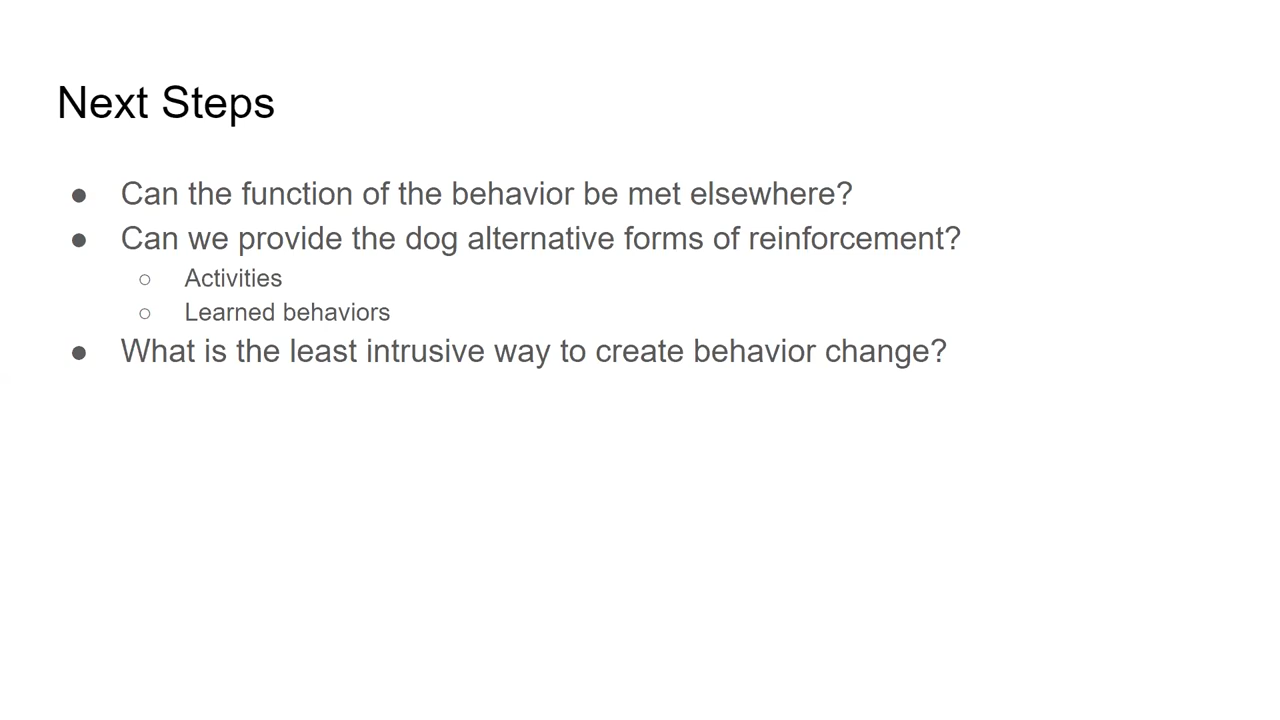 Next Steps
● Can the function of the behavior be met elsewhere?
● Can we provide the dog alternative forms of reinforcement?
○ Activities
○ Learned behaviors
● What is the least intrusive way to create behavior change?